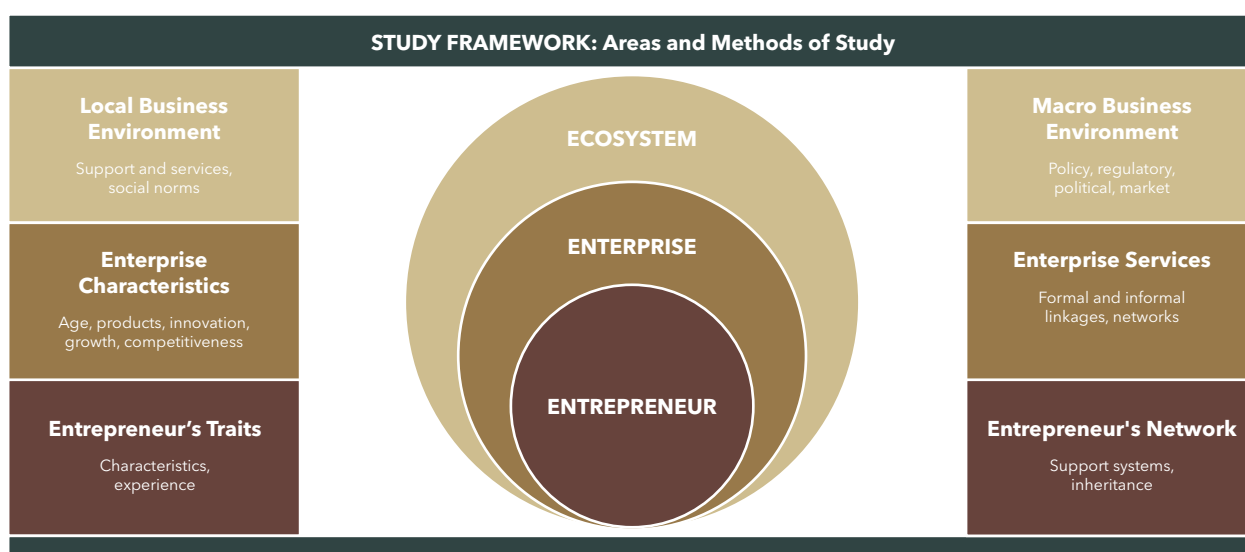 STUDY FRAMEWORK: Areas and Methods of Study
Local Business
Environment
Support and services,
social norms
Enterprise
Characteristics
Age, products, innovation,
growth, competitiveness
Entrepreneur’s Traits
Characteristics,
experience
ECOSYSTEM
ENTERPRISE
ENTREPRENEUR
Macro Business
Environment
Policy, regulatory,
political, market
Enterprise Services
Formal and informal
linkages, networks
Entrepreneur's Network
Support systems,
inheritance